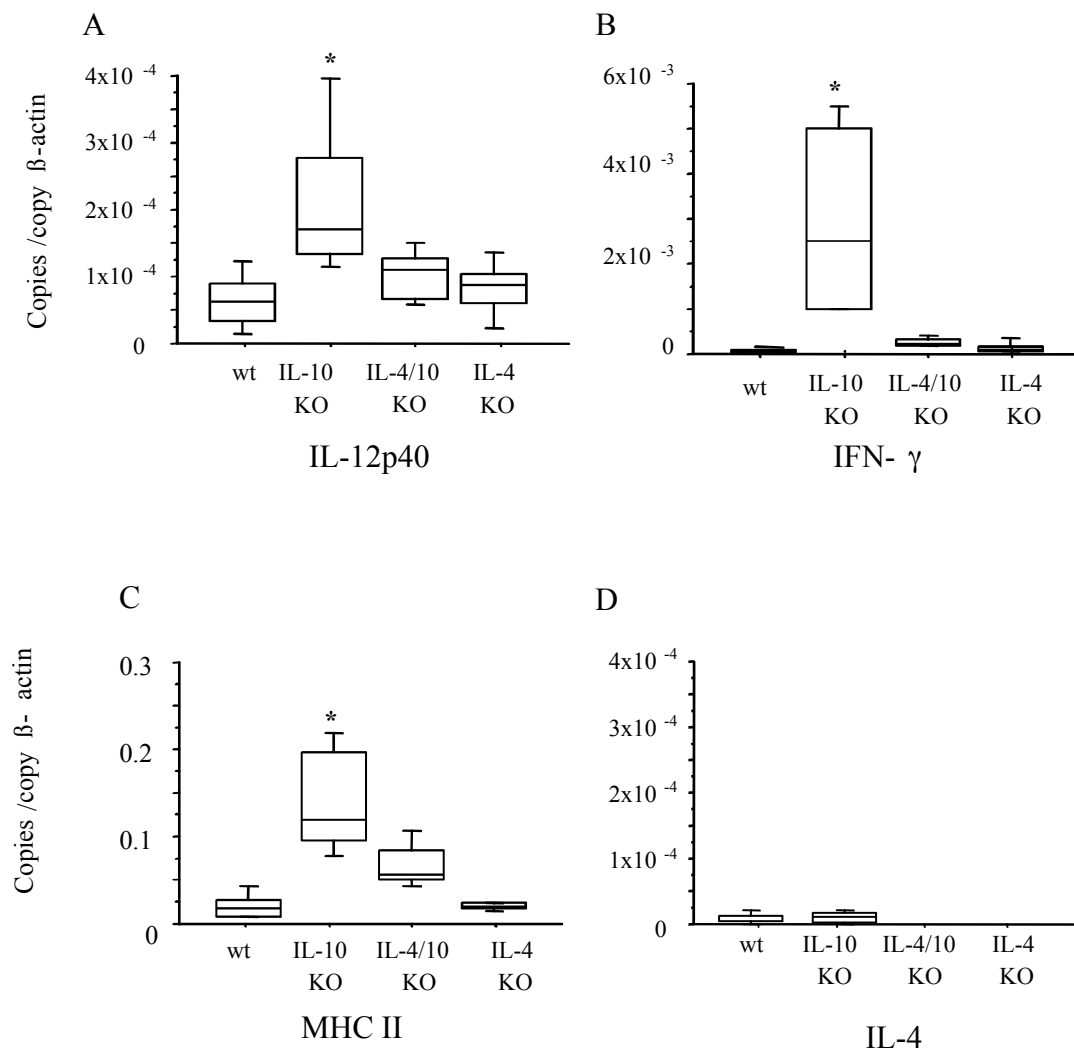 A
Copies /copy ß-actin
4x10 -4
3x10 -4
2x10 -4
1x10 -4
0
*
wt IL-10 IL-4/10 IL-4
KO KO KO
IL-12p40
B
6x10 -3
4x10 -3
2x10 -3
0
*
wt IL-10 IL-4/10 IL-4
KO KO KO
IFN- γ
C
Copies /copy ß- actin
0.3
0.2
0.1
0
*
wt IL-10 IL-4/10 IL-4
KO KO KO
MHC II
D
4x10 -4
3x10 -4
2x10 -4
1x10 -4
0
wt IL-10 IL-4/10 IL-4
KO KO KO
IL-4